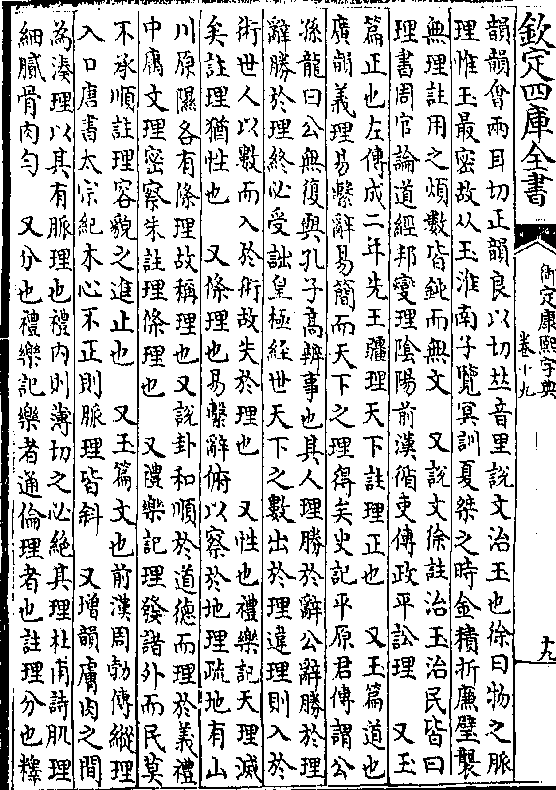 欽定四庫全書
御定康熙字典
卷十九
十九
韻韻會兩耳切正韻良以切𠀤音里說文治玉也徐曰物之脈
理惟玉最密故从玉淮南子覽冥訓夏桀之時金積折廉璧襲
無理註用之煩數皆鈍而無文　又說文徐註治玉治民皆曰
理書周官論道經邦燮理陰陽前漢循吏傳政平訟理　又玉
篇正也左傳成二年先王疆理天下註理正也　又玉篇道也
廣韻義理易繫辭易簡而天下之理得矣史記平原君傳謂公
孫龍曰公無復與孔子高辨事也其人理勝於辭公辭勝於理
辭勝於理終必受詘皇極經世天下之數出於理違理則入於
術世人以數而入於術故失於理也　又性也禮樂記天理滅
矣註理猶性也　又條理也易繫辭俯以察於地理疏地有山
川原隰各有條理故稱理也又說卦和順於道德而理於義禮
中庸文理密察朱註理條理也　又禮樂記理發諸外而民莫
不承順註理容貌之進止也　又玉篇文也前漢周勃傳縱理
入口唐書太宗紀木心不正則脈理皆斜　又增韻膚肉之間
為湊理以其有脈理也禮內則薄切之必絕其理杜甫詩肌理
細膩骨肉勻　又分也禮樂記樂者通倫理者也註理分也釋